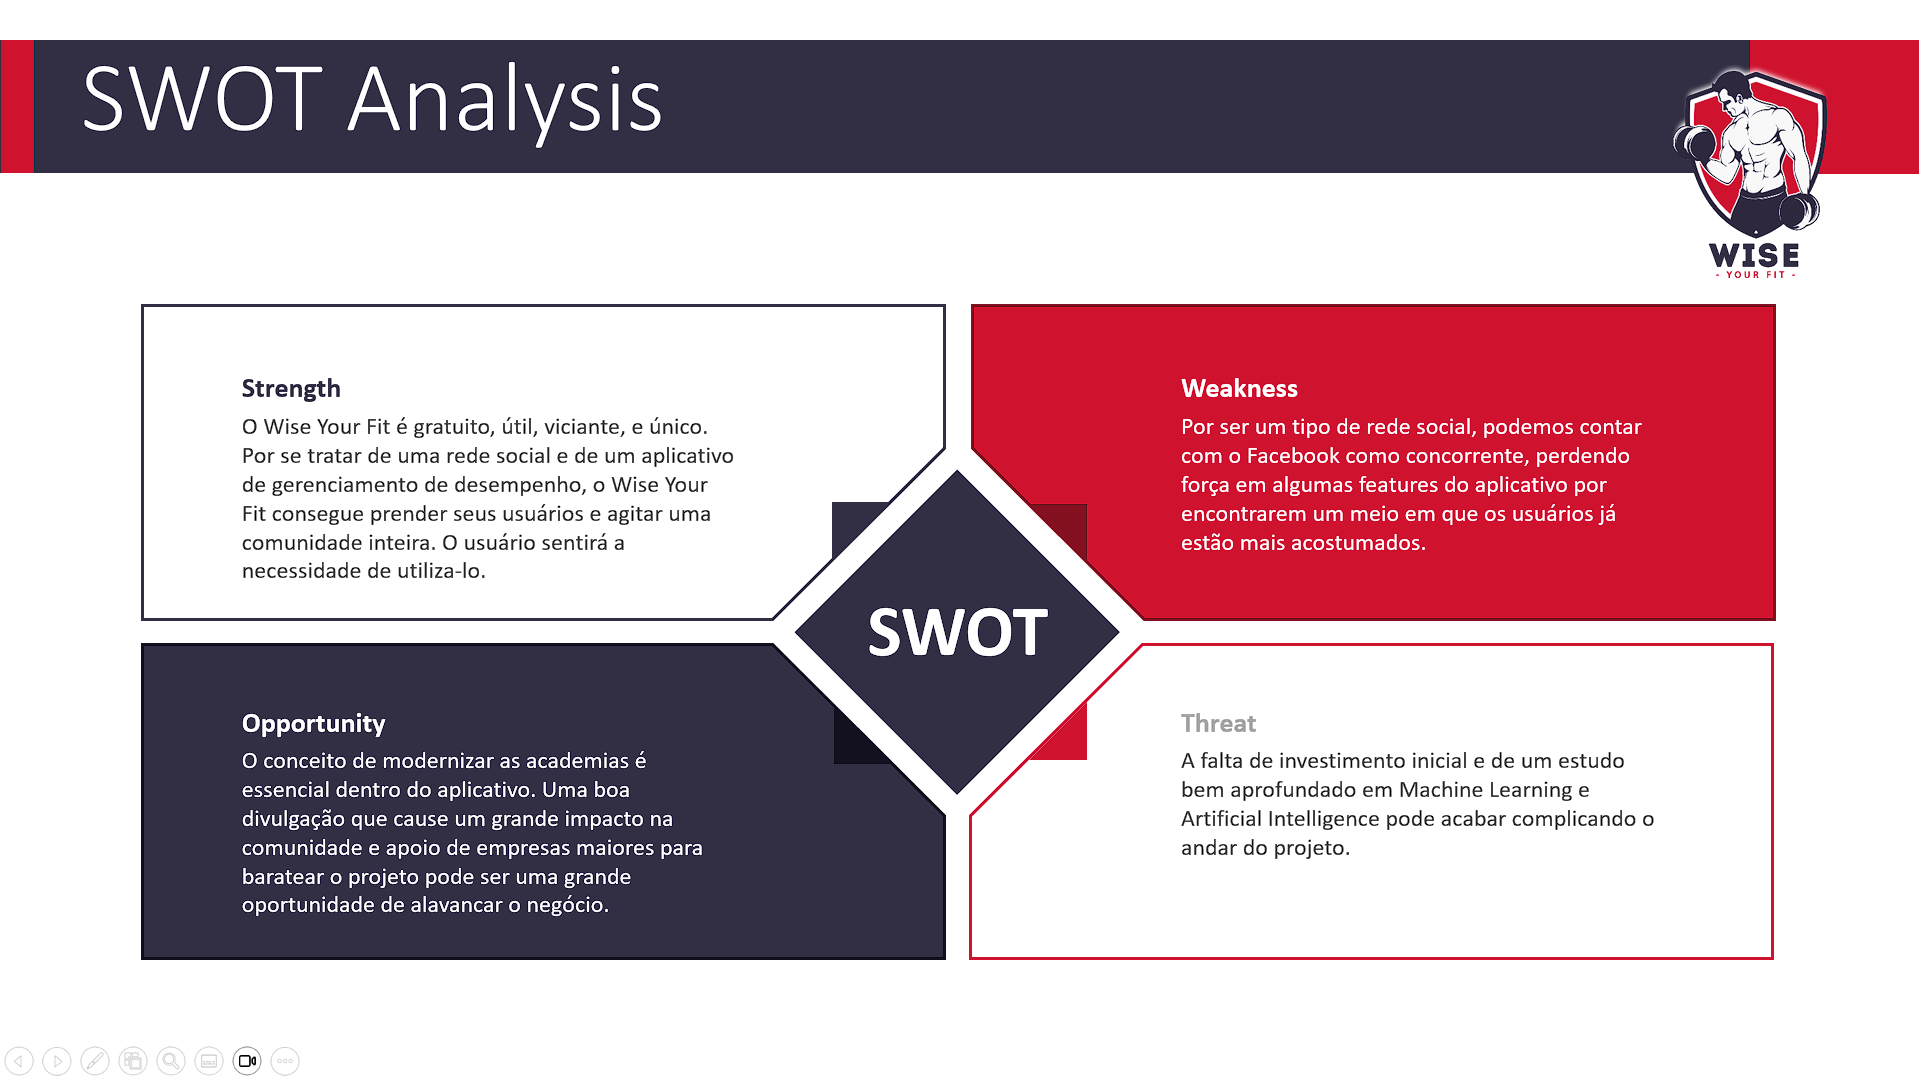 SWOT Analysis
WISE
- YOUR FIT -
Strength
O Wise Your Fit é gratuito, útil, viciante, e único.
Por se tratar de uma rede social e de um aplicativo
de gerenciamento de desempenho, o Wise Your
Fit consegue prender seus usuários e agitar uma
comunidade inteira. O usuário sentirá a
necessidade de utiliza-lo.
Weakness
Por ser um tipo de rede social, podemos contar
com o Facebook como concorrente, perdendo
força em algumas features do aplicativo por
encontrarem um meio em que os usuários já
estão mais acostumados.
SWOT
Opportunity
O conceito de modernizar as academias é
essencial dentro do aplicativo. Uma boa
divulgação que cause um grande impacto na
comunidade e apoio de empresas maiores para
baratear o projeto pode ser uma grande
oportunidade de alavancar o negócio.
Threat
A falta de investimento inicial e de um estudo
bem aprofundado em Machine Learning e
Artificial Intelligence pode acabar complicando o
andar do projeto.